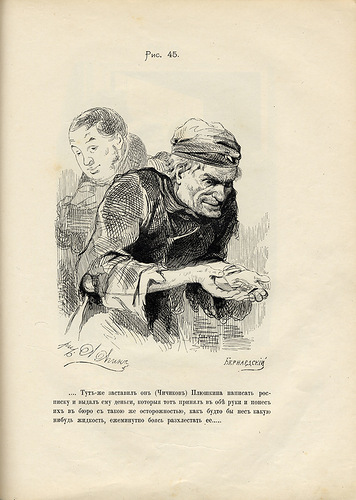 Рис. 45.
рис. А. Агинъ
Бернадскій
.... Тутъ-же заставилъ онъ (Чичиковъ) Плюшкина написать рос-
писку и выдалъ ему деньги, которыя тотъ принялъ въ обѣ руки и понесъ
ихъ въ бюро съ такою же осторожностью, какъ будто бы несъ какую
нибудь жидкость, ежеминутно боясь разхлестать ее.....